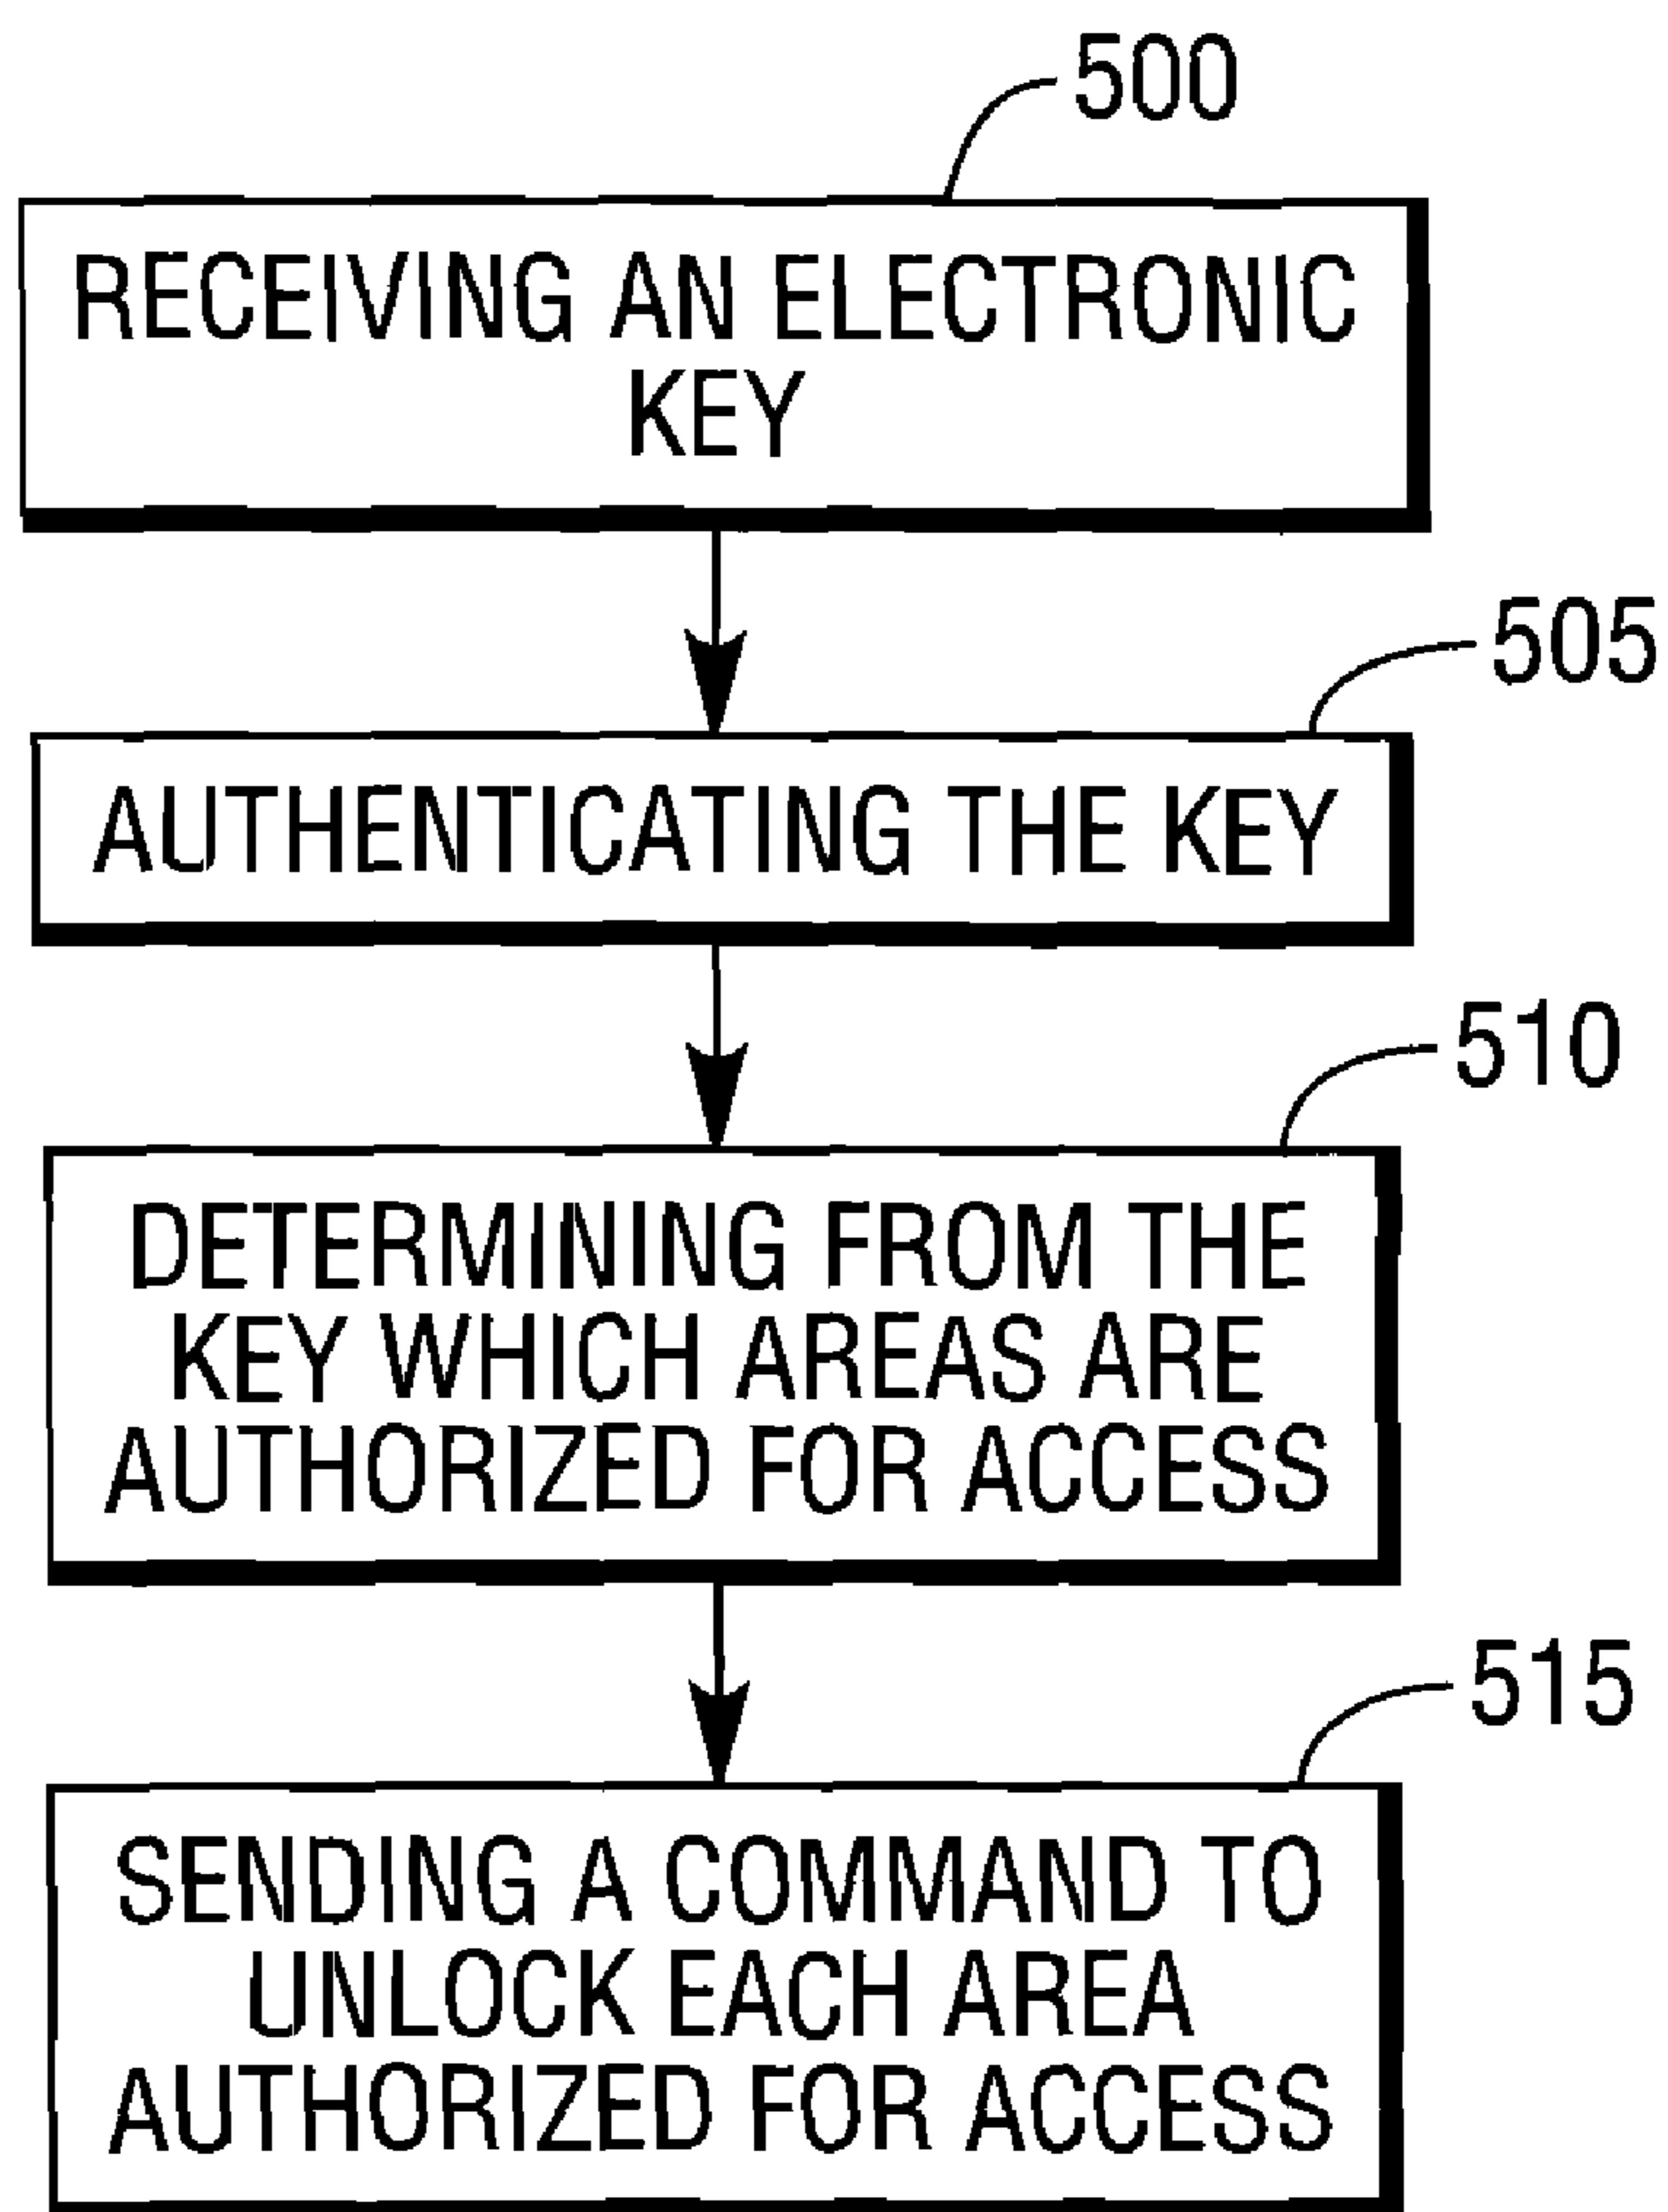 500
RECEIVING AN ELECTRONIC
KEY
505
AUTHENTICATING THE KEY
510
DETERMINING FROM THE
KEY WHICH AREAS ARE
AUTHORIZED FOR ACCESS
515
SENDING A COMMAND TO
UNLOCK EACH AREA
AUTHORIZED FOR ACCESS